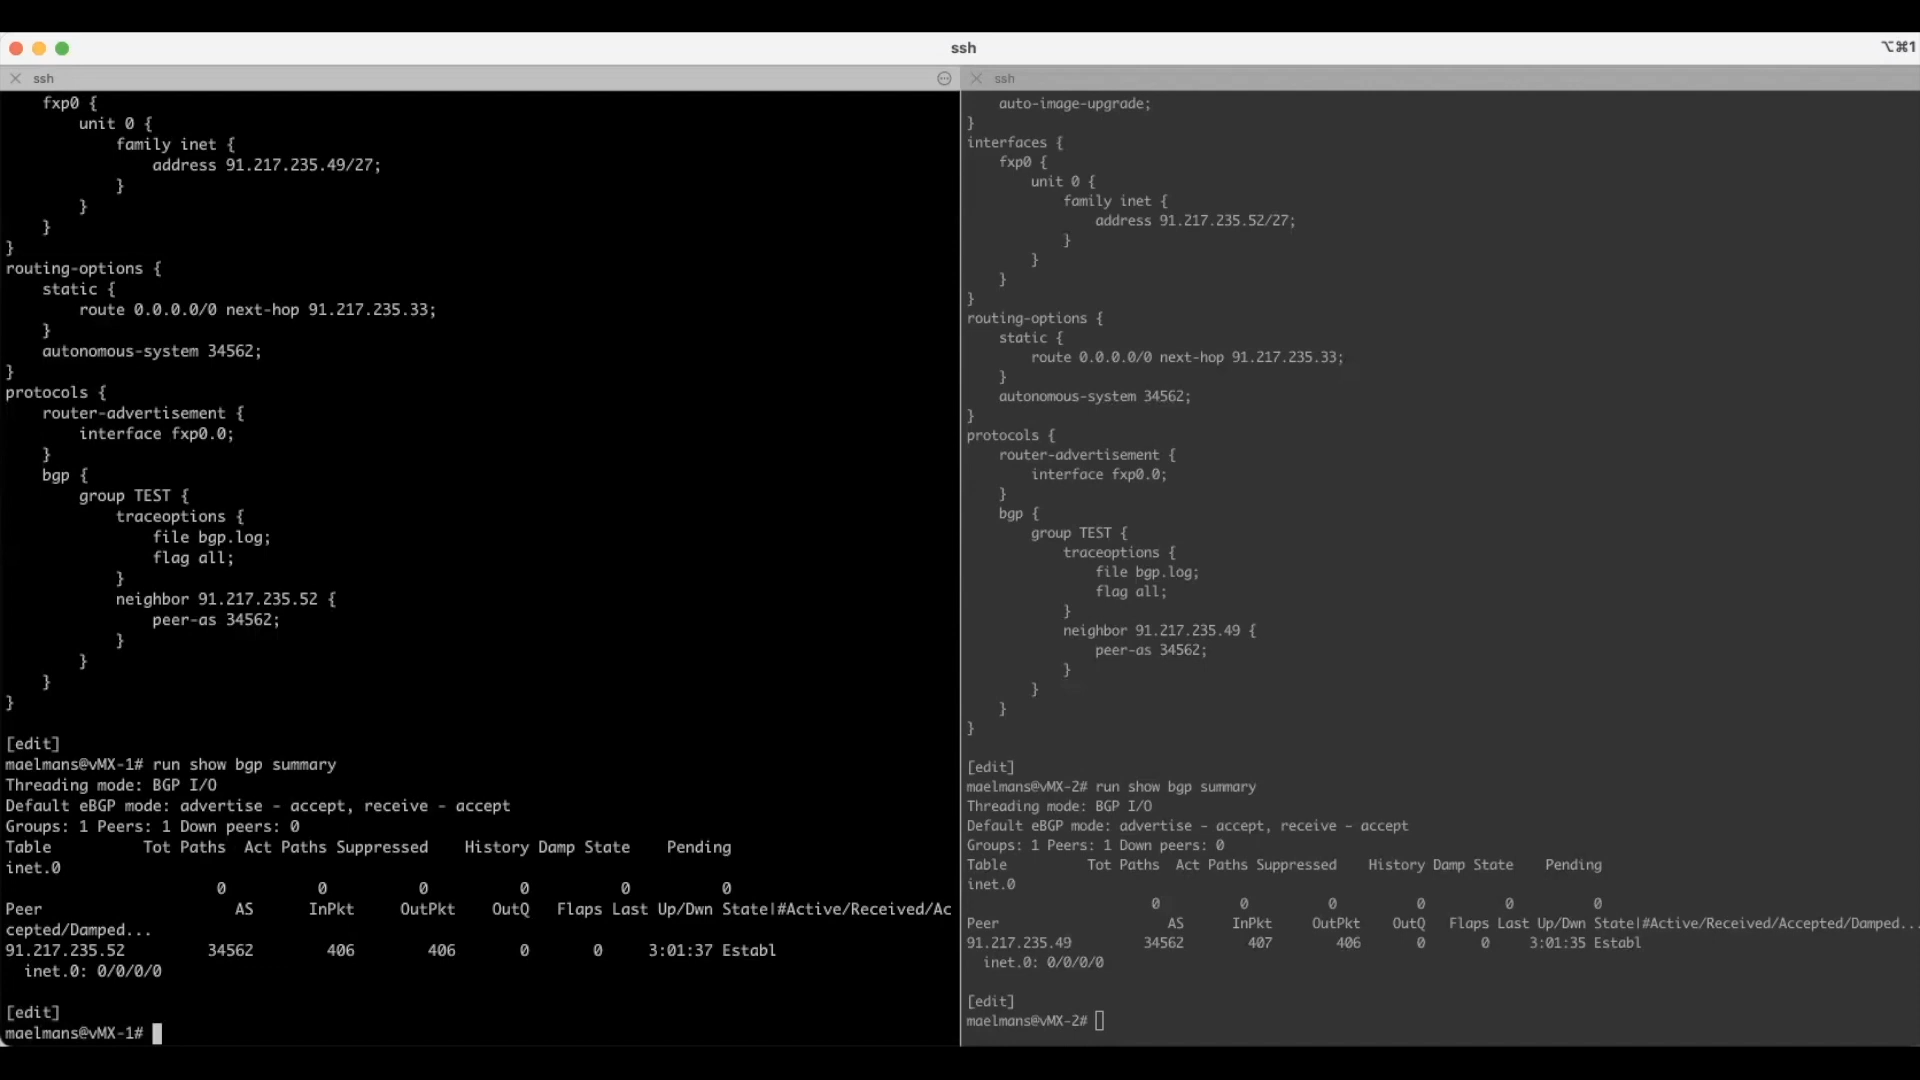 ssh
⌥⌘1
ssh
fxp0 {
unit 0 {
family inet {
address 91.217.235.49/27;
}
}
}
}
routing-options {
static {
route 0.0.0.0/0 next-hop 91.217.235.33;
}
autonomous-system 34562;
}
protocols {
router-advertisement {
interface fxp0.0;
}
bgp {
group TEST {
traceoptions {
file bgp.log;
flag all;
}
neighbor 91.217.235.52 {
peer-as 34562;
}
}
}
}
[edit]
maelmans@vMX-1# run show bgp summary
Threading mode: BGP I/O
Default eBGP mode: advertise - accept, receive - accept
Groups: 1 Peers: 1 Down peers: 0
Table Tot Paths Act Paths Suppressed History Damp State Pending
inet.0
0 0 0 0 0 0
Peer AS InPkt OutPkt OutQ Flaps Last Up/Dwn State|#Active/Received/Ac
cepted/Damped...
91.217.235.52 34562 406 406 0 0 3:01:37 Establ
inet.0: 0/0/0/0
[edit]
maelmans@vMX-1#
ssh
auto-image-upgrade;
}
interfaces {
fxp0 {
unit 0 {
family inet {
address 91.217.235.52/27;
}
}
}
}
routing-options {
static {
route 0.0.0.0/0 next-hop 91.217.235.33;
}
autonomous-system 34562;
}
protocols {
router-advertisement {
interface fxp0.0;
}
bgp {
group TEST {
traceoptions {
file bgp.log;
flag all;
}
neighbor 91.217.235.49 {
peer-as 34562;
}
}
}
}
[edit]
maelmans@vMX-2# run show bgp summary
Threading mode: BGP I/O
Default eBGP mode: advertise - accept, receive - accept
Groups: 1 Peers: 1 Down peers: 0
Table Tot Paths Act Paths Suppressed History Damp State Pending
inet.0
0 0 0 0 0 0
Peer AS InPkt OutPkt OutQ Flaps Last Up/Dwn State|#Active/Received/Accepted/Damped...
91.217.235.49 34562 407 406 0 0 3:01:35 Establ
inet.0: 0/0/0/0
[edit]
maelmans@vMX-2#